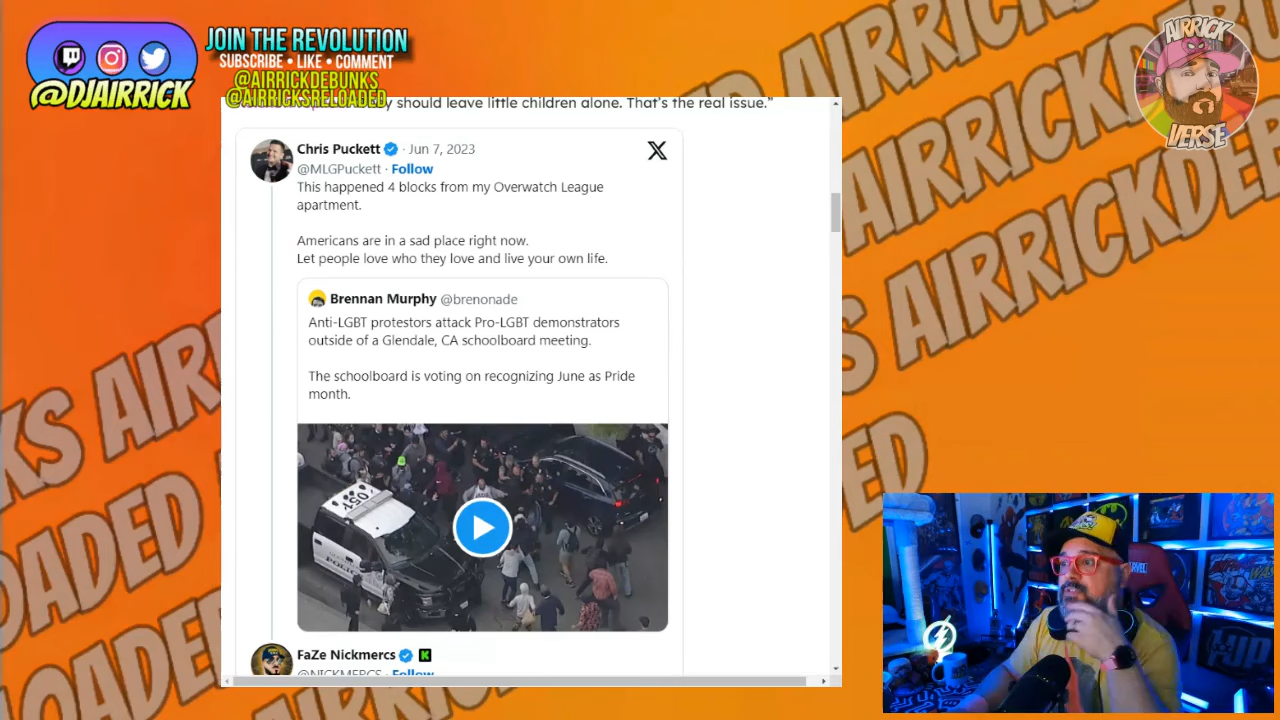 JOIN THE REVOLUTION
SUBSCRIBE • LIKE • COMMENT
@AIRRICKDEBUNKS
@AIRRICKSRELOADED
@DJAIRRICK
AIRRICK
VERSE
should leave little children alone. That's the real issue."
Chris Puckett · Jun 7, 2023
@MLGPuckett · Follow
This happened 4 blocks from my Overwatch League
apartment.
Americans are in a sad place right now.
Let people love who they love and live your own life.
Brennan Murphy @brenonade
Anti-LGBT protestors attack Pro-LGBT demonstrators
outside of a Glendale, CA schoolboard meeting.
The schoolboard is voting on recognizing June as Pride
month.
FaZe Nickmercs K
@NICKMERCS · Follow